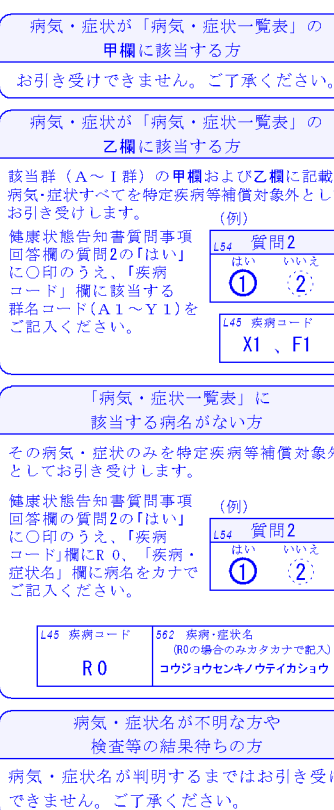 病気・症状が「病気・症状一覧表」の
甲欄に該当する方
お引き受けできません。ご了承ください。
病気・症状が「病気・症状一覧表」の
乙欄に該当する方
該当群(A～I群)の甲欄および乙欄に記載
病気・症状すべてを特定疾病等補償対象外とし
お引き受けします。
健康状態告知書質問事項
回答欄の質問2の「はい」
に〇印のうえ、「疾病
コード」欄に該当する
群名コード(A1～Y1)を
ご記入ください。
(例)
L54 質問2
はい いいえ
1 2
L45 疾病コード
X1 、F1
「病気・症状一覧表」に
該当する病名がない方
その病気・症状のみを特定疾病等補償対象外
としてお引き受けします。
健康状態告知書質問事項
回答欄の質問2の「はい」
に〇印のうえ、「疾病
コード」欄にR0、「疾病・
症状名」欄に病名をカナで
ご記入ください。
(例)
L54 質問2
はい いいえ
1 2
L45 疾病コード
R0
562 疾病・症状名
(R0の場合のみカタカナで記入)
コウジョウセンキノウテイカショウ
病気・症状名が不明な方や
検査等の結果待ちの方
病気・症状名が判明するまではお引き受け
できません。ご了承ください。